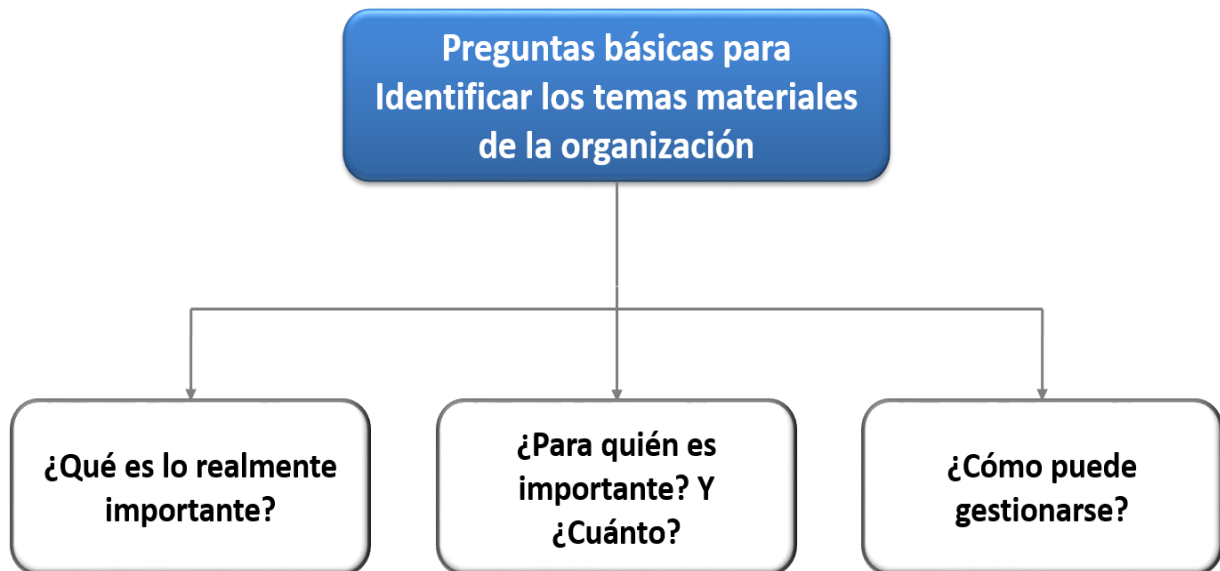 Preguntas básicas para
Identificar los temas materiales
de la organización
¿Qué es lo realmente
importante?
¿Para quién es
importante? Y
¿Cuánto?
¿Cómo puede
gestionarse?